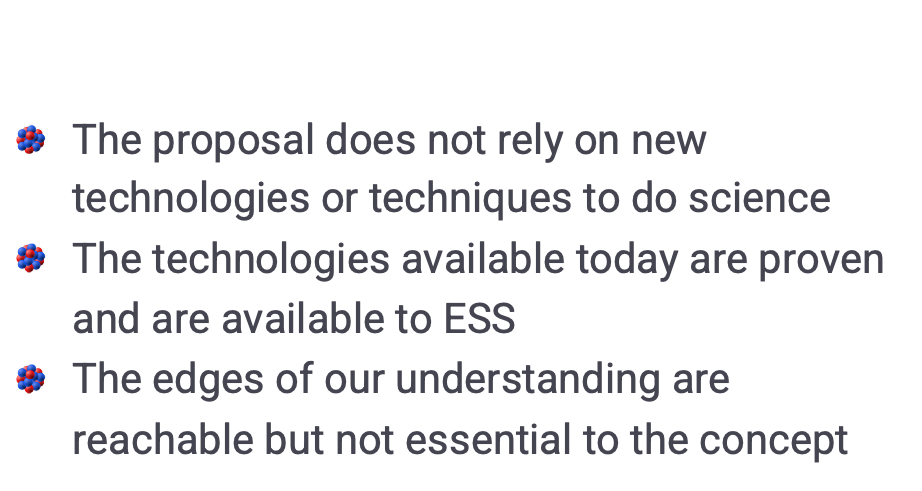 The proposal does not rely on new
technologies or techniques to do science
The technologies available today are proven
and are available to ESS
The edges of our understanding are
reachable but not essential to the concept